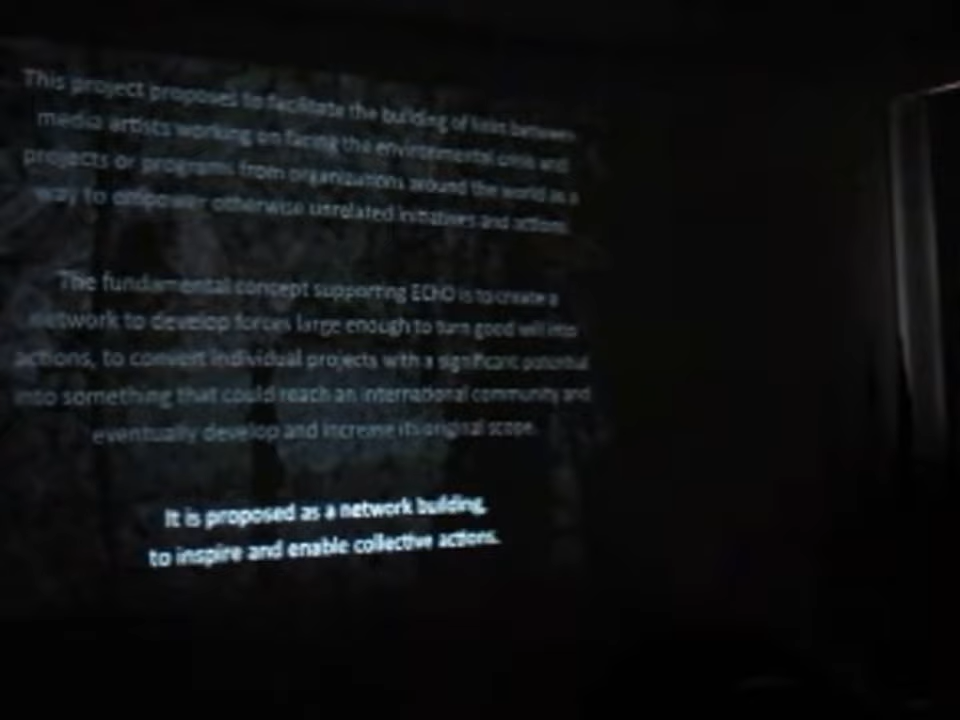 This project proposes to facilitate the building of links between
media artists working on facing the environmental crisis and
projects or programs from organizations around the world as a
way to empower otherwise unrelated initiatives and actions.
The fundamental concept supporting ECHO is to create a
network to develop forces large enough to turn good will into
actions, to convert individual projects with a significant potential
into something that could reach an international community and
eventually develop and increase its original scope.
It is proposed as a network building,
to inspire and enable collective actions.